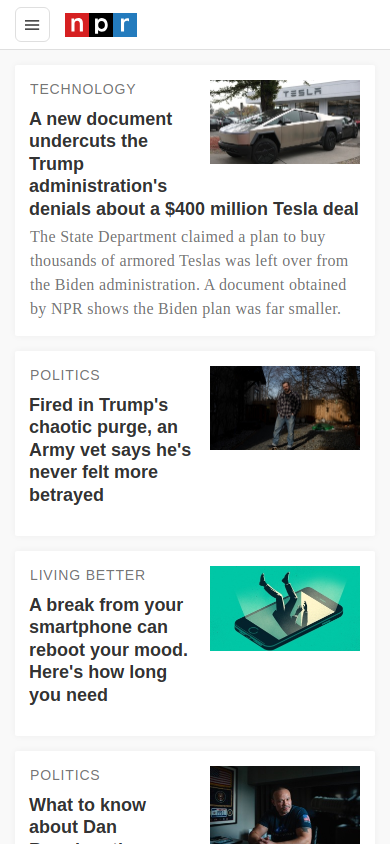 npr
TECHNOLOGY
TESLA
A new document
undercuts the
Trump
administration's
denials about a $400 million Tesla deal
The State Department claimed a plan to buy
thousands of armored Teslas was left over from
the Biden administration. A document obtained
by NPR shows the Biden plan was far smaller.
POLITICS
Fired in Trump's
chaotic purge, an
Army vet says he's
never felt more
betrayed
LIVING BETTER
A break from your
smartphone can
reboot your mood.
Here's how long
you need
POLITICS
What to know
about Dan